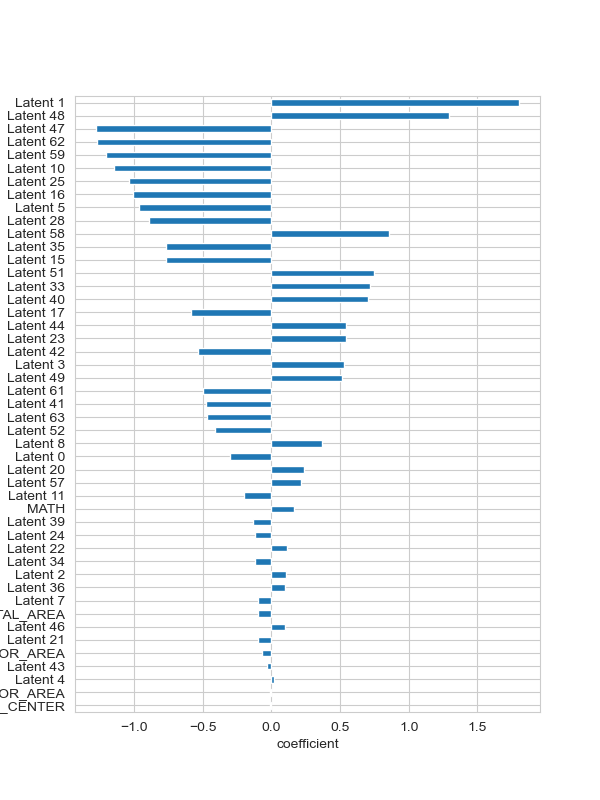 Latent 1
Latent 48
Latent 47
Latent 62
Latent 59
Latent 10
Latent 25
Latent 16
Latent 5
Latent 28
Latent 58
Latent 35
Latent 15
Latent 51
Latent 33
Latent 40
Latent 17
Latent 44
Latent 23
Latent 42
Latent 3
Latent 49
Latent 61
Latent 41
Latent 63
Latent 52
Latent 8
Latent 0
Latent 20
Latent 57
Latent 11
MATH
Latent 39
Latent 24
Latent 22
Latent 34
Latent 2
Latent 36
Latent 7
TAL_AREA
Latent 46
Latent 21
OR_AREA
Latent 43
Latent 4
OR_AREA
_CENTER
−1.0 −0.5 0.0 0.5 1.0 1.5
coefficient